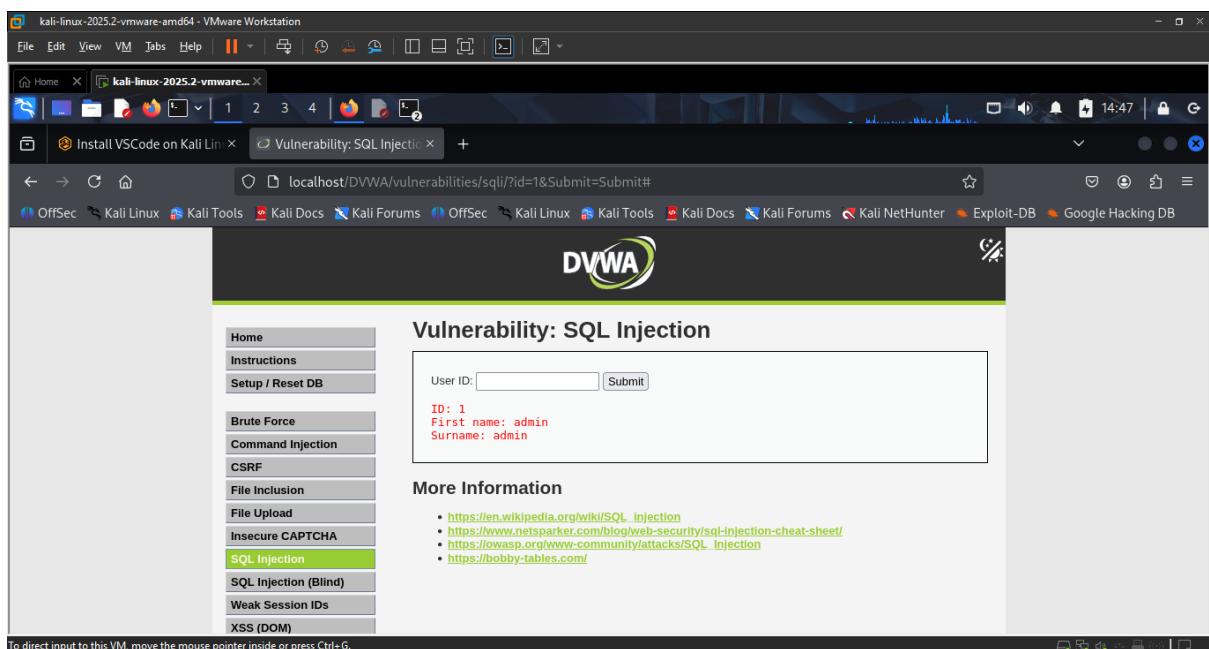 kali-linux-2025.2-vmware-amd64 - VMware Workstation
File Edit View VM Tabs Help
Home kali-linux-2025.2-vmware...
1 2 3 4 14:47
Install VSCode on Kali Lin Vulnerability: SQL Injectio
localhost/DVWA/vulnerabilities/sqli/?id=1&Submit=Submit#
OffSec Kali Linux Kali Tools Kali Docs Kali Forums OffSec Kali Linux Kali Tools Kali Docs Kali Forums Kali NetHunter Exploit-DB Google Hacking DB
DVWA
Home
Instructions
Setup / Reset DB
Brute Force
Command Injection
CSRF
File Inclusion
File Upload
Insecure CAPTCHA
SQL Injection
SQL Injection (Blind)
Weak Session IDs
XSS (DOM)
Vulnerability: SQL Injection
User ID: Submit
ID: 1
First name: admin
Surname: admin
More Information
https://en.wikipedia.org/wiki/SQL_injection
https://www.netsparker.com/blog/web-security/sql-injection-cheat-sheet/
https://owasp.org/www-community/attacks/SQL_Injection
https://bobby-tables.com/
To direct input to this VM, move the mouse pointer inside or press Ctrl+G.